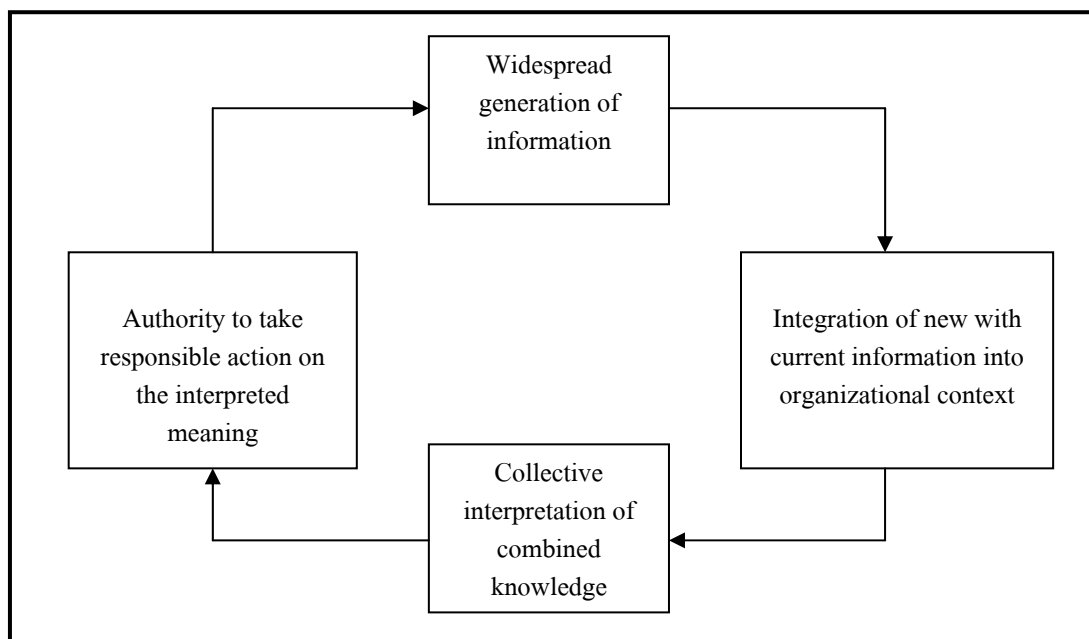 Widespread
generation of
information
Authority to take
responsible action on
the interpreted
meaning
Integration of new with
current information into
organizational context
Collective
interpretation of
combined
knowledge